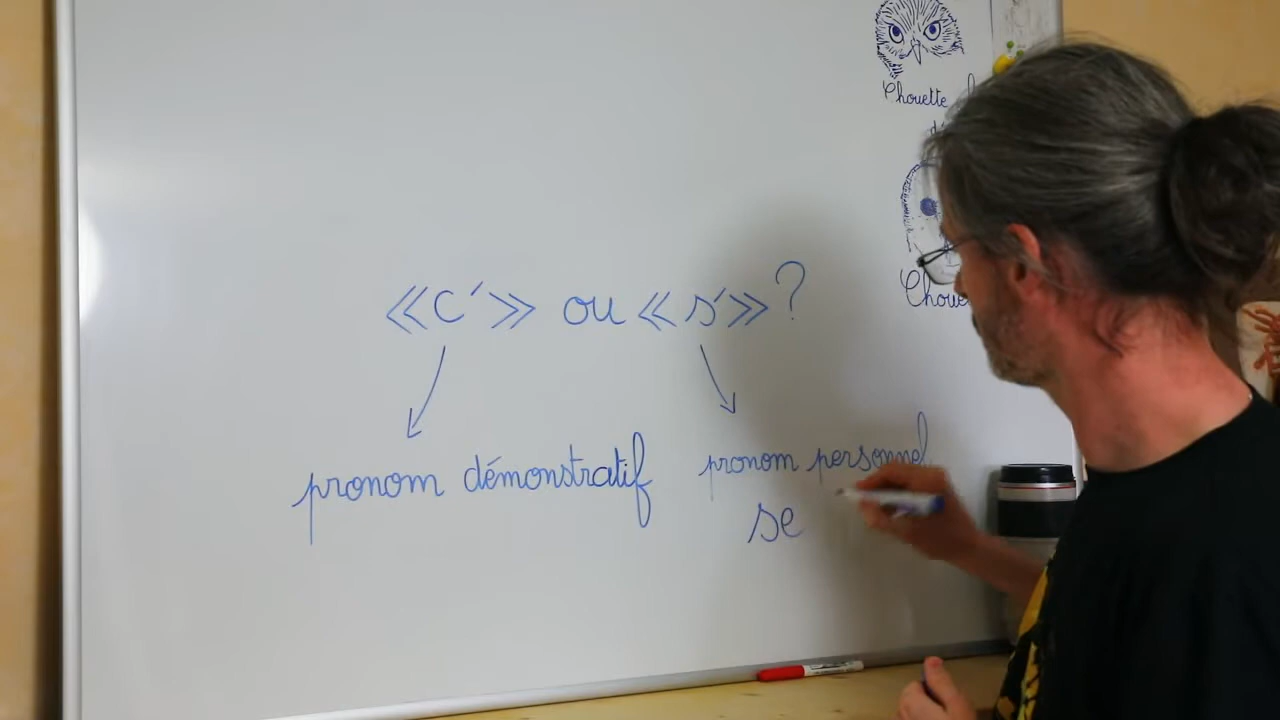 Chouette
«c'» ou «s'»?
pronom démonstratif
pronom personnel
se